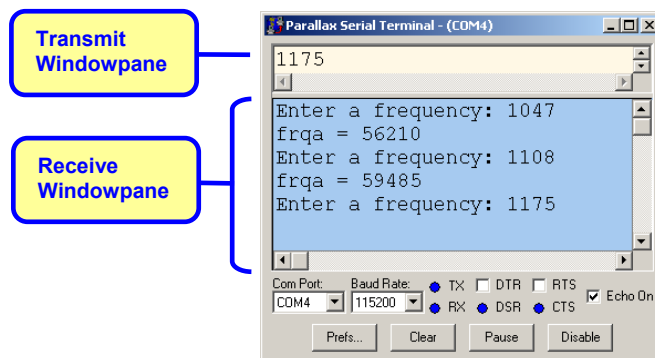 Transmit
Windowpane
Receive
Windowpane
Parallax Serial Terminal - (COM4)
1175
Enter a frequency: 1047
frqa = 56210
Enter a frequency: 1108
frqa = 59485
Enter a frequency: 1175
Com Port:
COM4
Baud Rate:
115200
TX DTR RTS
RX DSR CTS
Echo On
Prefs... Clear Pause Disable